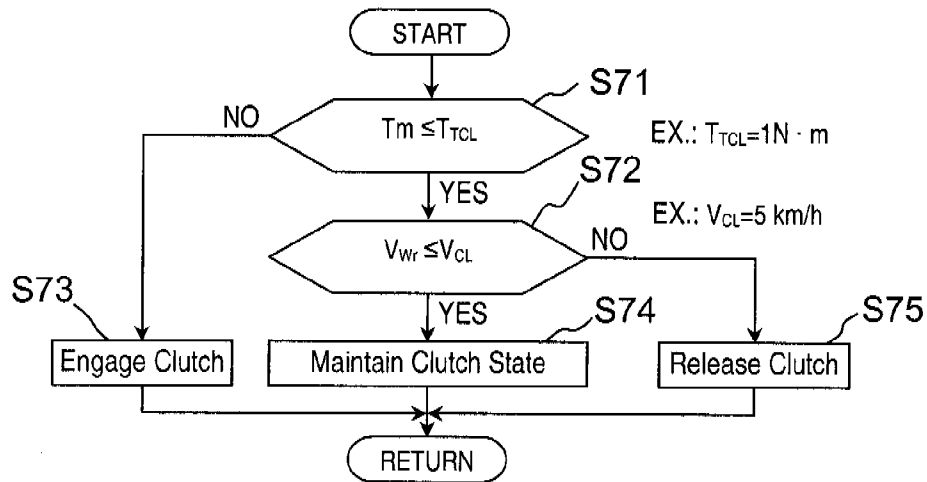 START
S71
NO
Tm ≤ T_TCL
EX.: T_TCL=1N · m
S72
YES
EX.: V_CL=5 km/h
V_Wr ≤ V_CL
NO
S73
YES
S74
S75
Engage Clutch
Maintain Clutch State
Release Clutch
RETURN